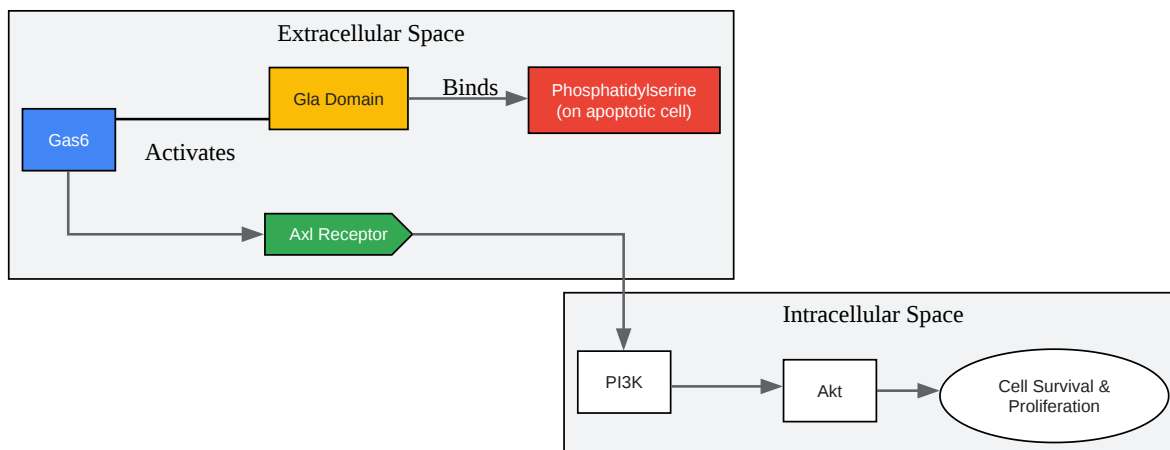 Extracellular Space
Gla Domain
Binds
Phosphatidylserine
(on apoptotic cell)
Gas6
Activates
Axl Receptor
Intracellular Space
PI3K
Akt
Cell Survival &
Proliferation